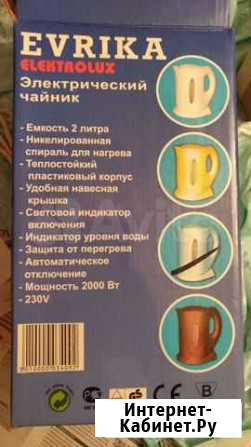 EVRIKA
ELEKTROLUX
Электрический
чайник
- Емкость 2 литра
- Никелированная
спираль для нагрева
- Теплостойкий
пластиковый корпус
- Удобная навесная
крышка
- Световой индикатор
включения
- Индикатор уровня воды
- Защита от перегрева
- Автоматическое
отключение
- Мощность 2000 Вт
- 230V
Интернет-
Кабинет.Ру